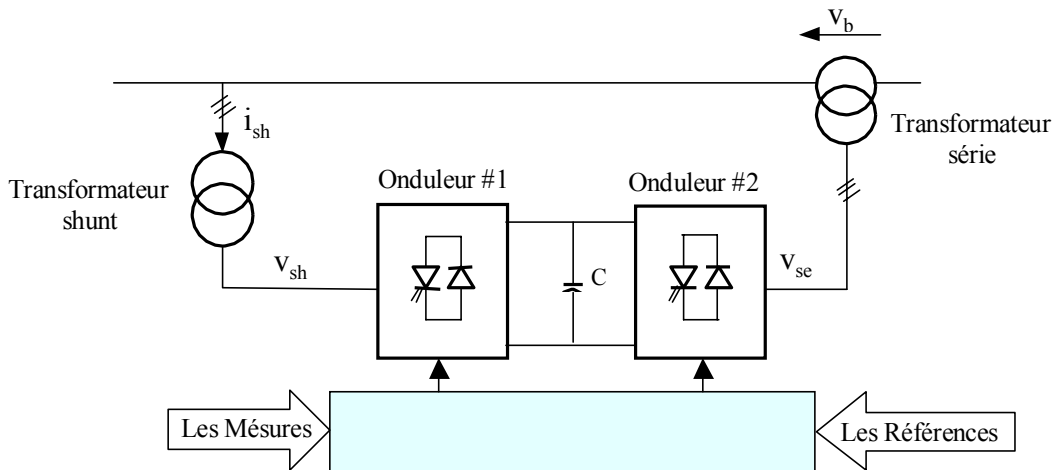 v_b
i_sh
Transformateur
série
Transformateur
shunt
Onduleur #1
Onduleur #2
v_sh
C
v_se
Les Mésures
Les Références